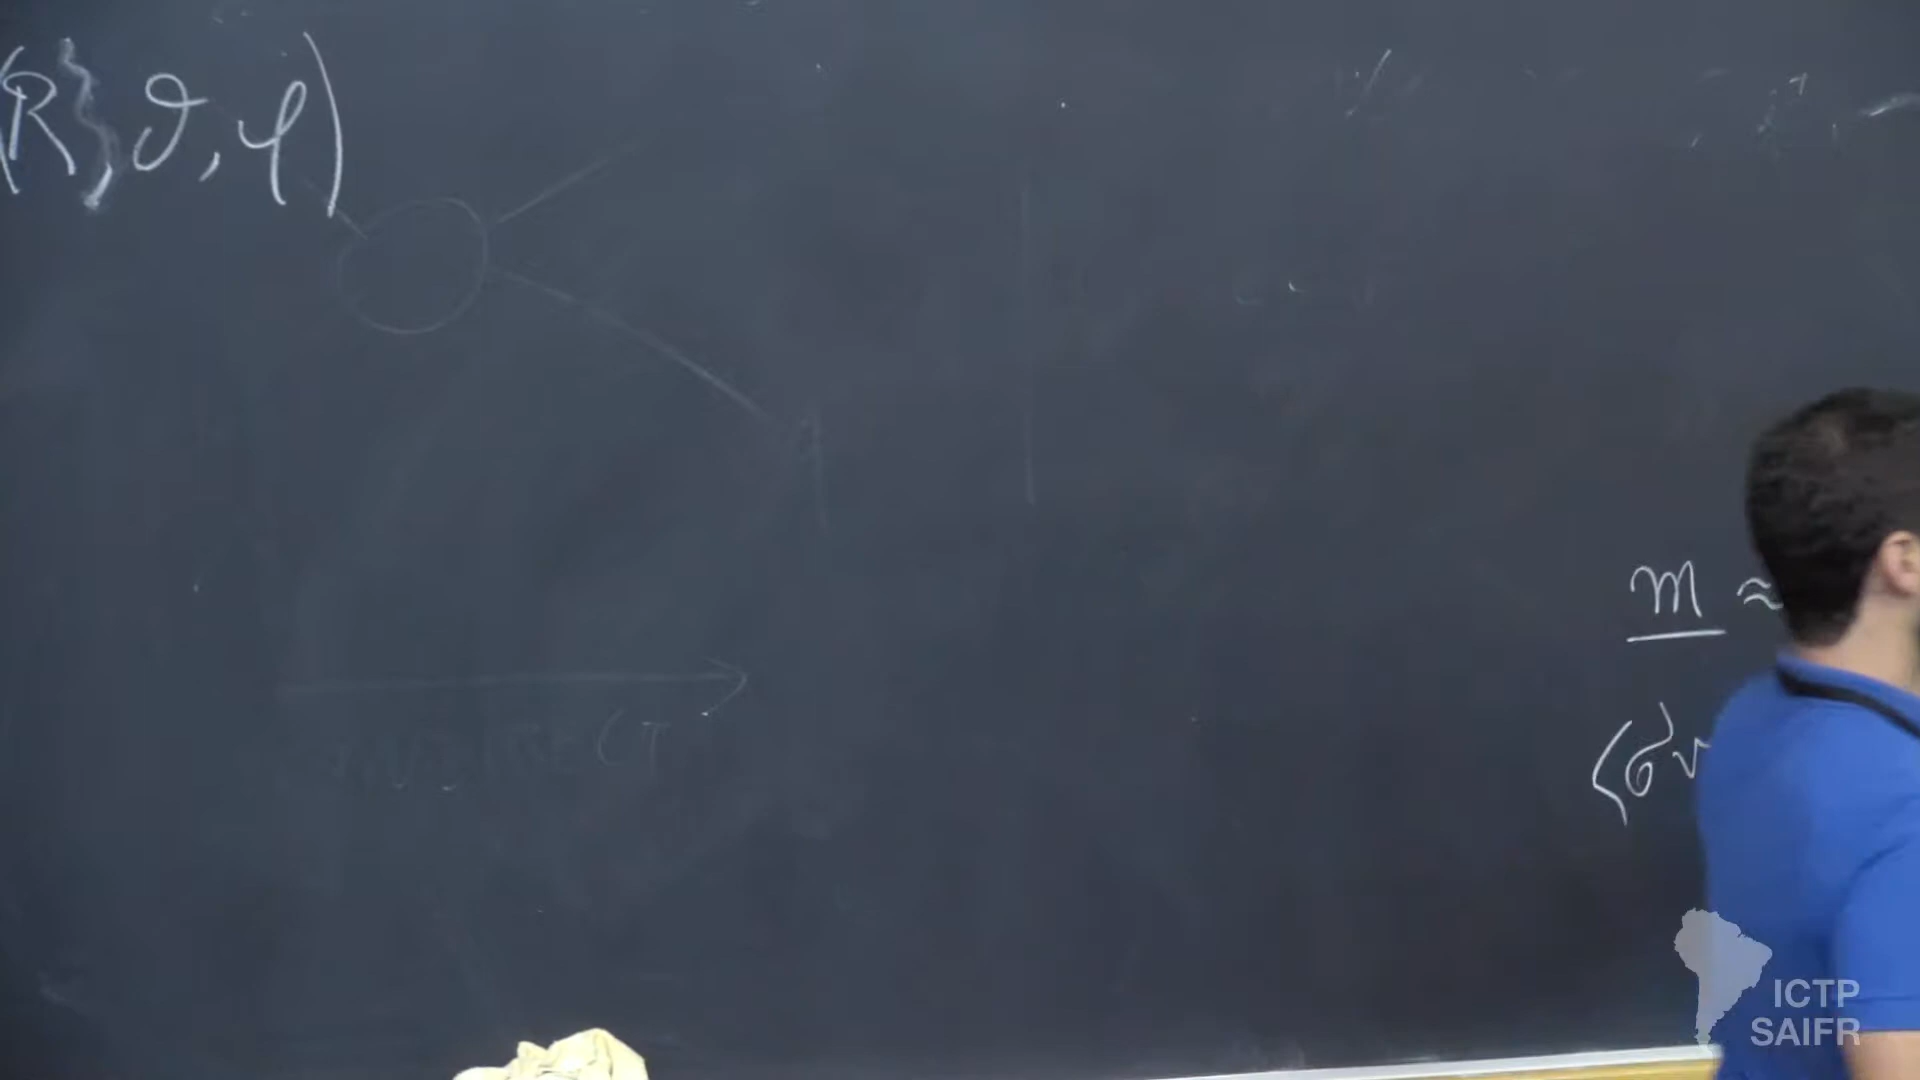 (R}, ϑ, φ)
m ≈
⟨σv
ICTP
SAIFR